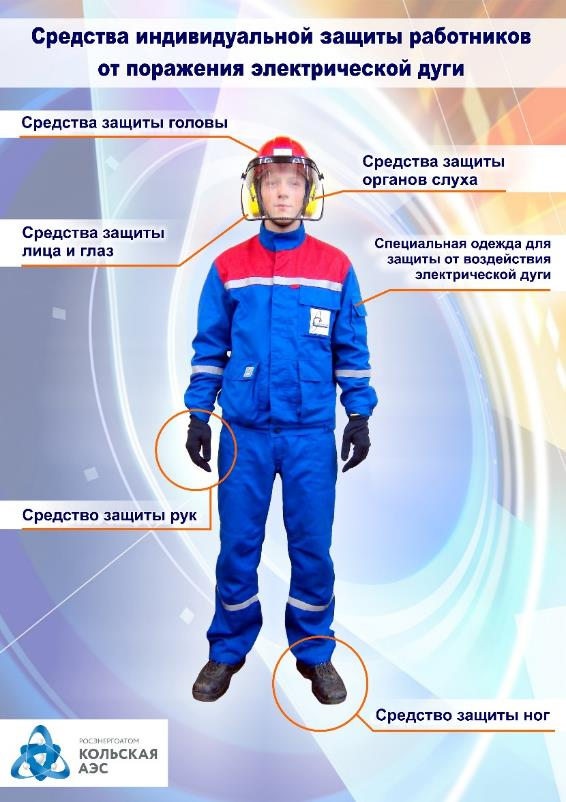 Средства индивидуальной защиты работников
от поражения электрической дуги
Средства защиты головы
Средства защиты
органов слуха
Средства защиты
лица и глаз
Специальная одежда для
защиты от воздействия
электрической дуги
Средство защиты рук
Средство защиты ног
РОСЭНЕРГОАТОМ
КОЛЬСКАЯ
АЭС